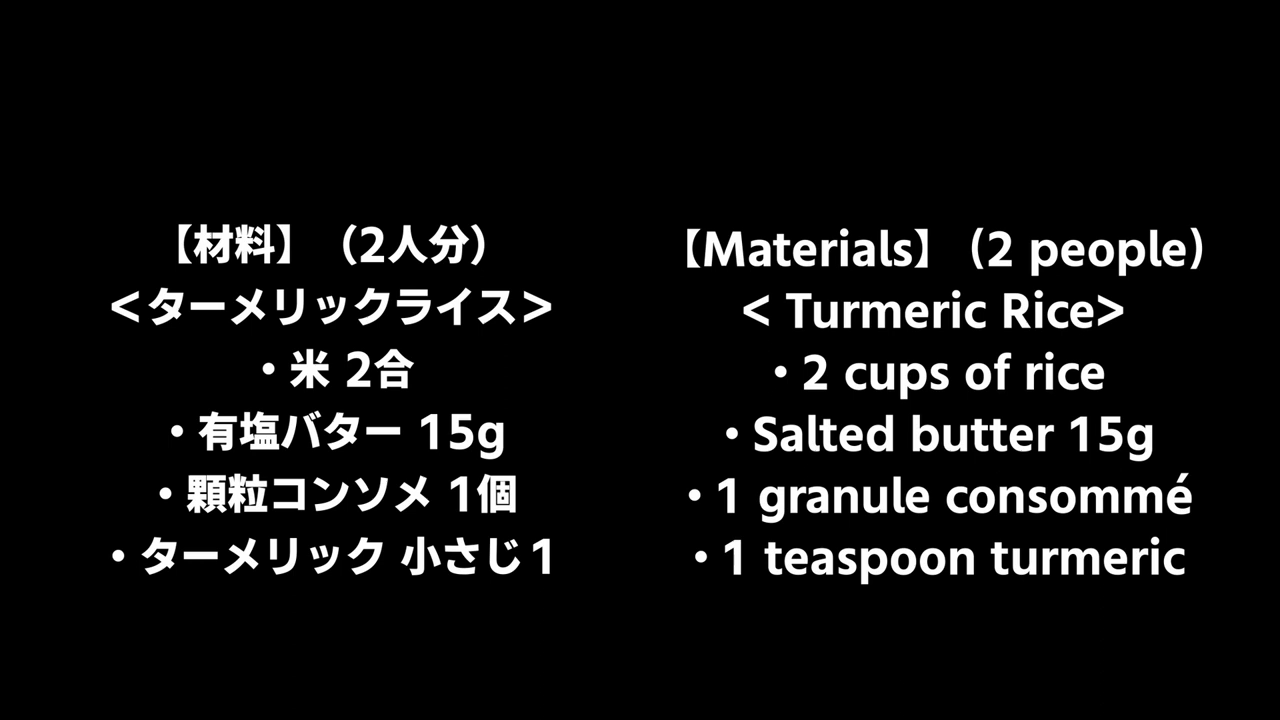 【材料】（2人分）
＜ターメリックライス＞
・米 2合
・有塩バター 15g
・顆粒コンソメ 1個
・ターメリック 小さじ1
【Materials】（2 people）
< Turmeric Rice>
・2 cups of rice
・Salted butter 15g
・1 granule consommé
・1 teaspoon turmeric